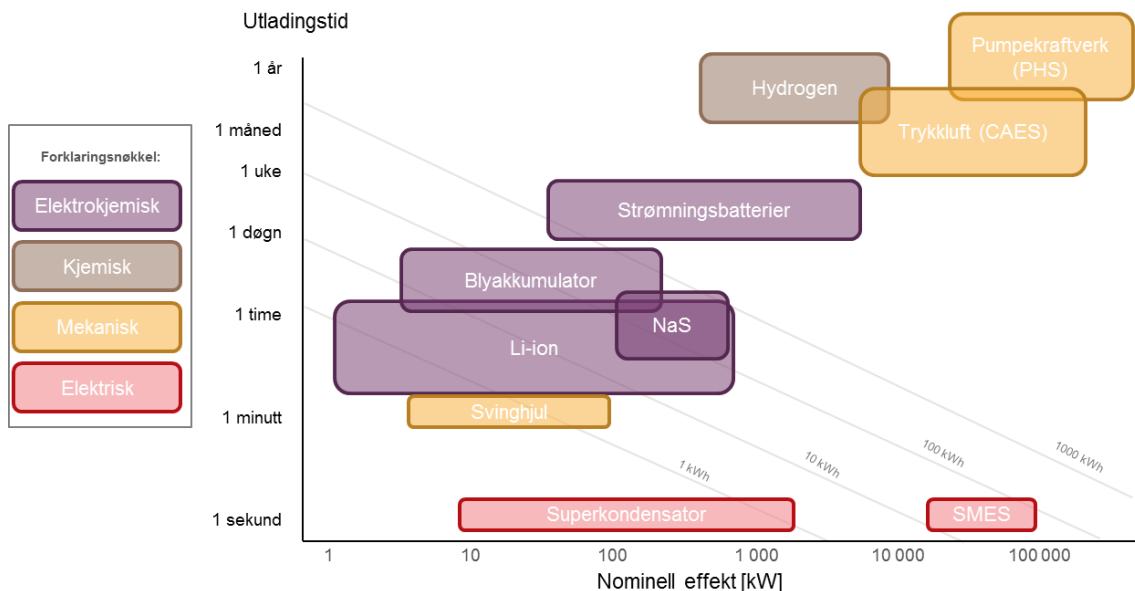 Utladingstid
1 år
1 måned
1 uke
1 døgn
1 time
1 minutt
1 sekund
Forklaringsnøkkel:
Elektrokjemisk
Kjemisk
Mekanisk
Elektrisk
Pumpekraftverk
(PHS)
Hydrogen
Trykkluft (CAES)
Strømningsbatterier
Blyakkumulator
NaS
Li-ion
Svinghjul
Superkondensator
SMES
1 kWh
10 kWh
100 kWh
1000 kWh
1
10
100
1 000
10 000
100 000
Nominell effekt [kW]